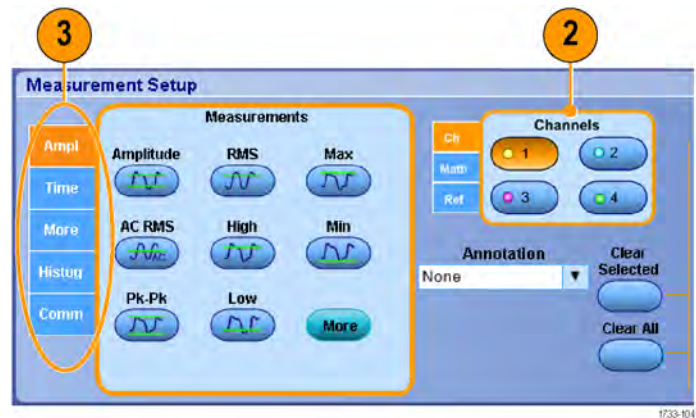 3
2
Measurement Setup
Measurements
Ampl
Time
More
Histog
Comm
Amplitude RMS Max
AC RMS High Min
Pk-Pk Low More
Ch
Math
Ref
Channels
1 2
3 4
Annotation
None
Clear
Selected
Clear All
1733-104